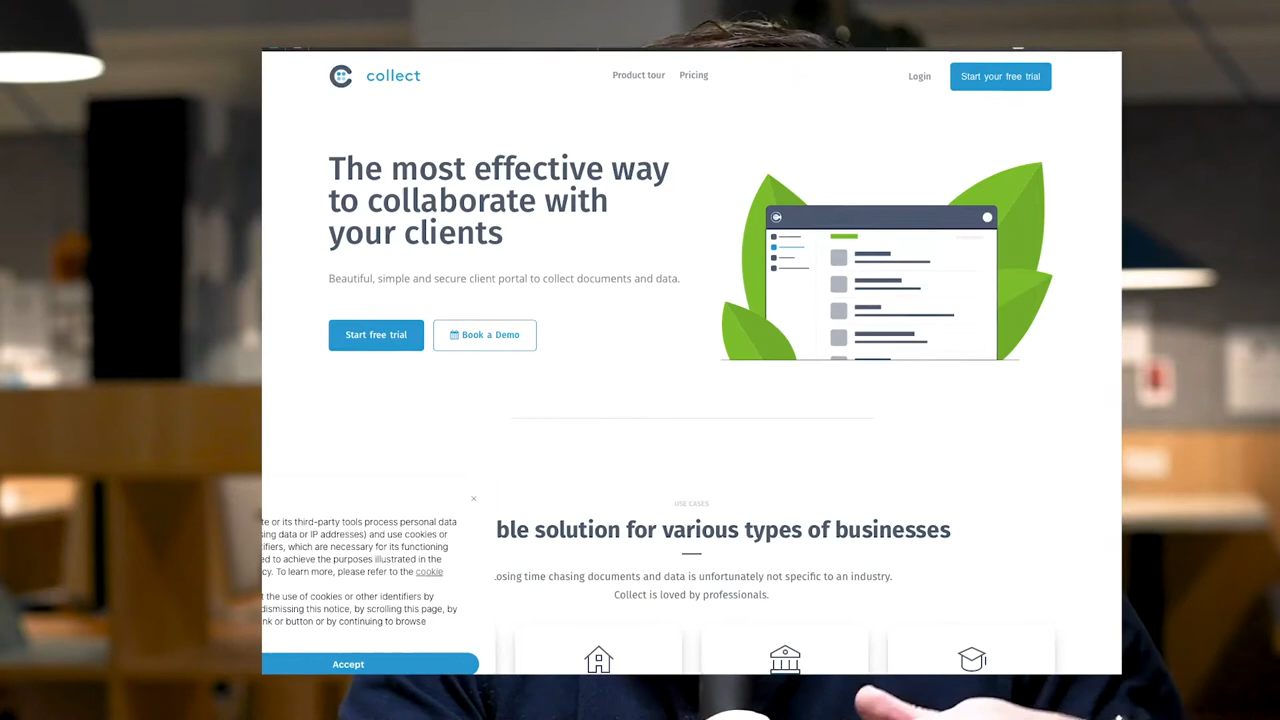 collect
Product tour Pricing
Login
Start your free trial
The most effective way
to collaborate with
your clients
Beautiful, simple and secure client portal to collect documents and data.
Start free trial
Book a Demo
USE CASES
ble solution for various types of businesses
osing time chasing documents and data is unfortunately not specific to an industry.
Collect is loved by professionals.
te or its third-party tools process personal data
sing data or IP addresses) and use cookies or
tifiers, which are necessary for its functioning
ed to achieve the purposes illustrated in the
cy. To learn more, please refer to the cookie
t the use of cookies or other identifiers by
dismissing this notice, by scrolling this page, by
nk or button or by continuing to browse
Accept